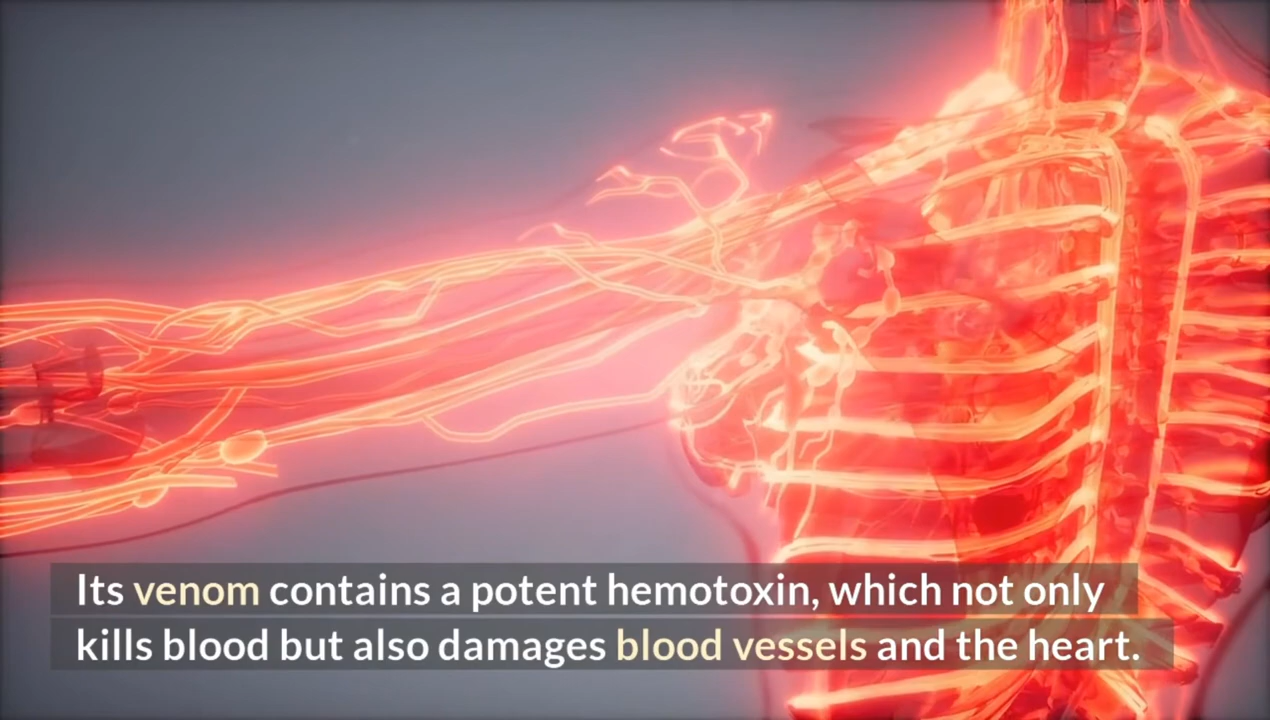 Its venom contains a potent hemotoxin, which not only
kills blood but also damages blood vessels and the heart.